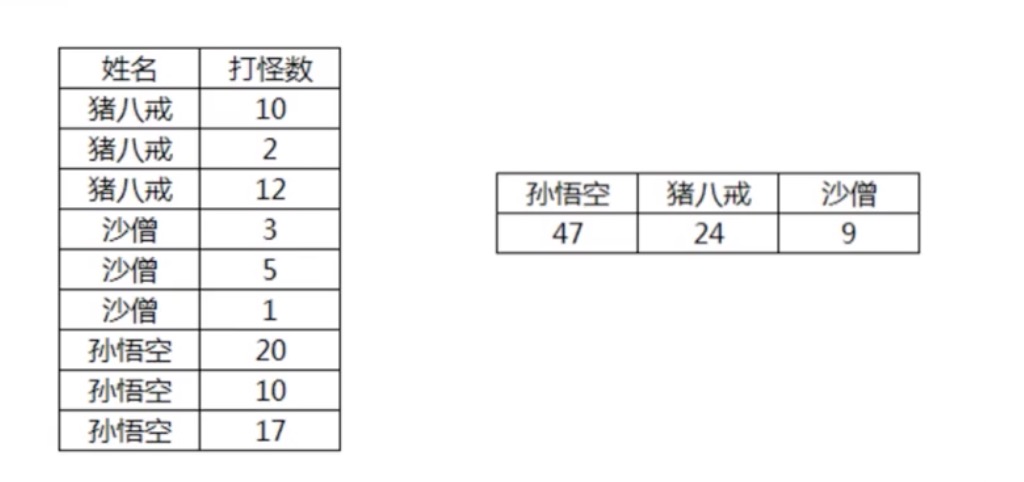 姓名 打怪数
猪八戒 10
猪八戒 2
猪八戒 12
沙僧 3
沙僧 5
沙僧 1
孙悟空 20
孙悟空 10
孙悟空 17
孙悟空 猪八戒 沙僧
47 24 9